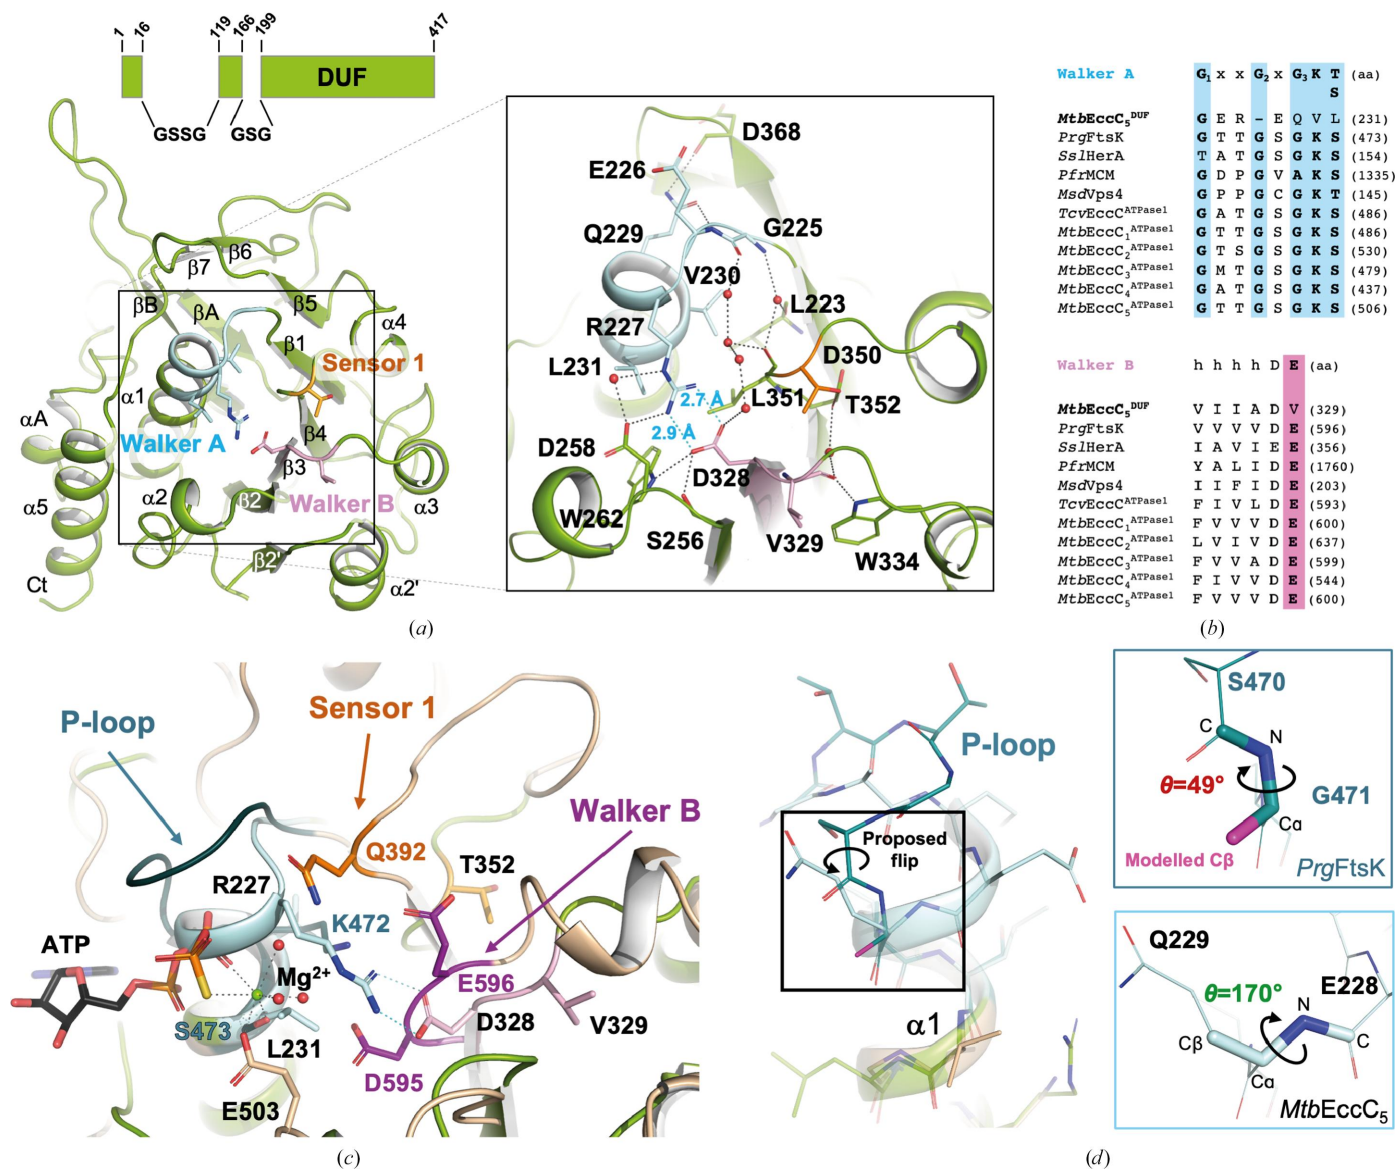 1 16 119 166 199 417
DUF
GSSG GSG
β6
β7
βB βA β5 α4
β1
Sensor 1
α1
αA
Walker A β4
β3
α5 α2 β2 Walker B α3
β2'
Ct α2'
D368
E226
Q229 G225
V230
L223
R227
D350
L231 2.7 Å L351 T352
2.9 Å
D258 D328
W262
S256 V329 W334
(a)
Walker A G1 x x G2 x G3 K T (aa)
S
MtbEccC5DUF G E R – E Q V L (231)
PrgFtsK G T T G S G K S (473)
SslHerA T A T G S G K S (154)
PfrMCM G D P G V A K S (1335)
MsdVps4 G P P G C G K T (145)
TcvEccCATPase1 G A T G S G K S (486)
MtbEccC1ATPase1 G T T G S G K S (486)
MtbEccC2ATPase1 G T S G S G K S (530)
MtbEccC3ATPase1 G M T G S G K S (479)
MtbEccC4ATPase1 G A T G S G K S (437)
MtbEccC5ATPase1 G T T G S G K S (506)
Walker B h h h h D E (aa)
MtbEccC5DUF V I I A D V (329)
PrgFtsK V V V V D E (596)
SslHerA I A V I E E (356)
PfrMCM Y A L I D E (1760)
MsdVps4 I I F I D E (203)
TcvEccCATPase1 F I V L D E (593)
MtbEccC1ATPase1 F V V V D E (600)
MtbEccC2ATPase1 L V I V D E (637)
MtbEccC3ATPase1 F V V A D E (599)
MtbEccC4ATPase1 F I V V D E (544)
MtbEccC5ATPase1 F V V V D E (600)
(b)
Sensor 1
P-loop
Walker B
Q392 T352
R227
K472
ATP
Mg2+ E596
S473 D328 V329
L231
D595
E503
(c)
P-loop
Proposed
flip
α1
S470
C N
θ=49°
G471
Cα
Modelled Cβ
PrgFtsK
Q229
E228
θ=170° N
Cβ C
Cα
MtbEccC5
(d)